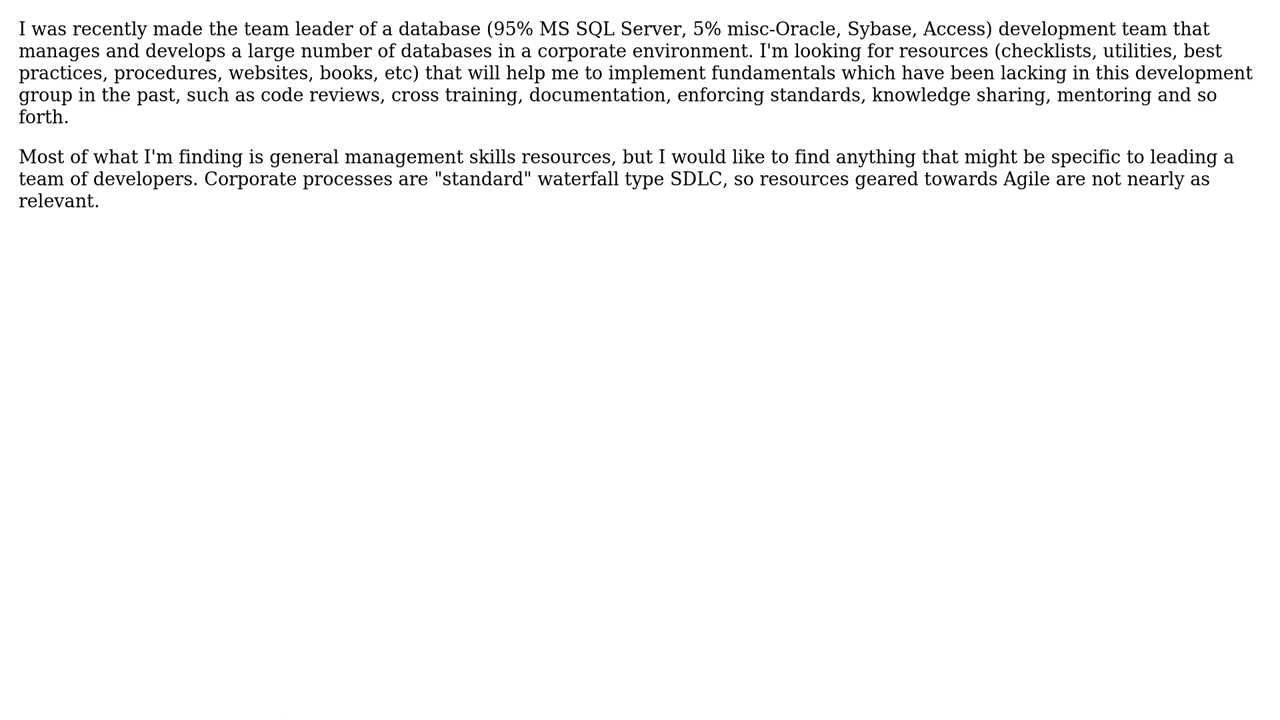 I was recently made the team leader of a database (95% MS SQL Server, 5% misc-Oracle, Sybase, Access) development team that
manages and develops a large number of databases in a corporate environment. I'm looking for resources (checklists, utilities, best
practices, procedures, websites, books, etc) that will help me to implement fundamentals which have been lacking in this development
group in the past, such as code reviews, cross training, documentation, enforcing standards, knowledge sharing, mentoring and so
forth.
Most of what I'm finding is general management skills resources, but I would like to find anything that might be specific to leading a
team of developers. Corporate processes are "standard" waterfall type SDLC, so resources geared towards Agile are not nearly as
relevant.